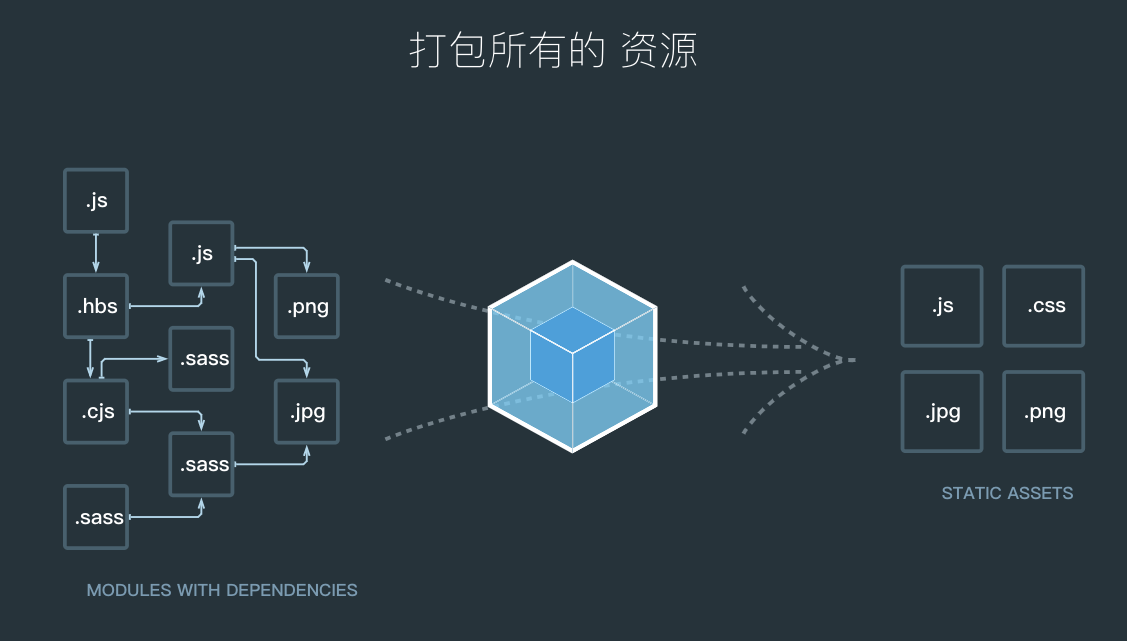 打包所有的 资源
.js
.js
.hbs
.png
.sass
.cjs
.jpg
.sass
.sass
MODULES WITH DEPENDENCIES
.js
.css
.jpg
.png
STATIC ASSETS